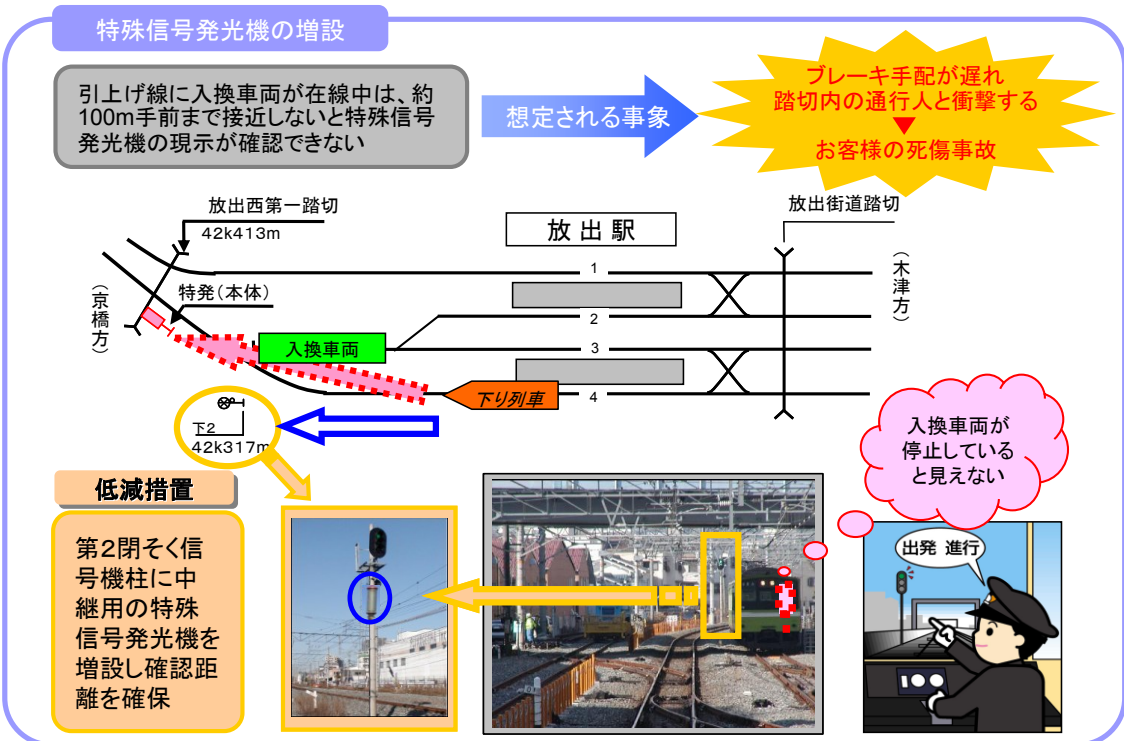 特殊信号発光機の増設
引上げ線に入換車両が在線中は、約
100m手前まで接近しないと特殊信号
発光機の現示が確認できない
想定される事象
ブレーキ手配が遅れ
踏切内の通行人と衝撃する
▼
お客様の死傷事故
放出西第一踏切
42k413m
放出駅
放出街道踏切
(京橋方)
(木津方)
特発(本体)
1
2
3
4
入換車両
下り列車
下2
42k317m
入換車両が
停止している
と見えない
低減措置
第2閉そく信
号機柱に中
継用の特殊
信号発光機を
増設し確認距
離を確保
出発 進行